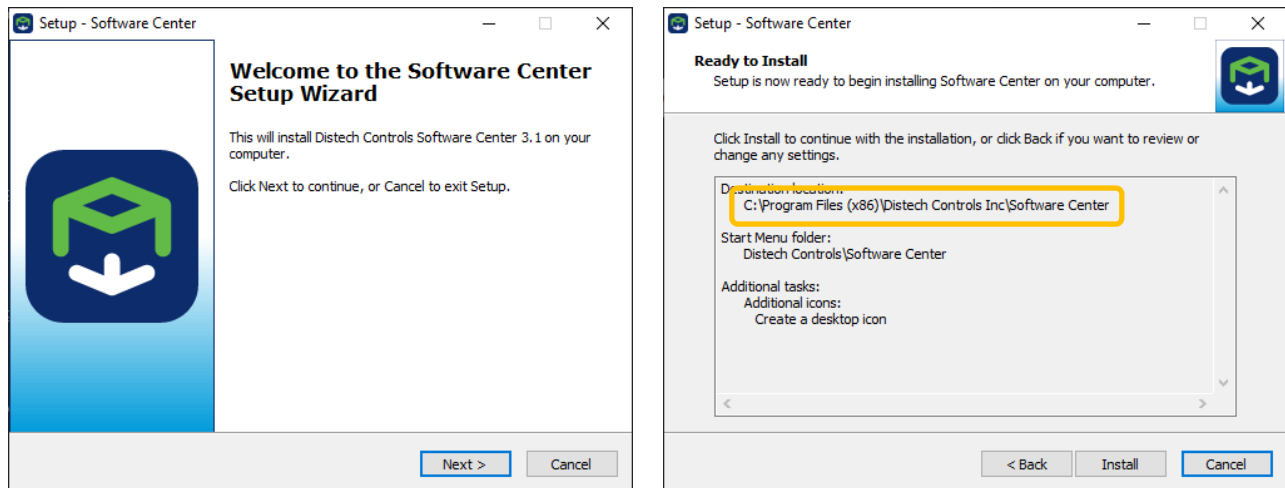 Setup - Software Center
Welcome to the Software Center
Setup Wizard
This will install Distech Controls Software Center 3.1 on your
computer.
Click Next to continue, or Cancel to exit Setup.
Next >
Cancel
Setup - Software Center
Ready to Install
Setup is now ready to begin installing Software Center on your computer.
Click Install to continue with the installation, or click Back if you want to review or
change any settings.
Destination location:
C:\Program Files (x86)\Distech Controls Inc\Software Center
Start Menu folder:
Distech Controls\Software Center
Additional tasks:
Additional icons:
Create a desktop icon
< Back
Install
Cancel